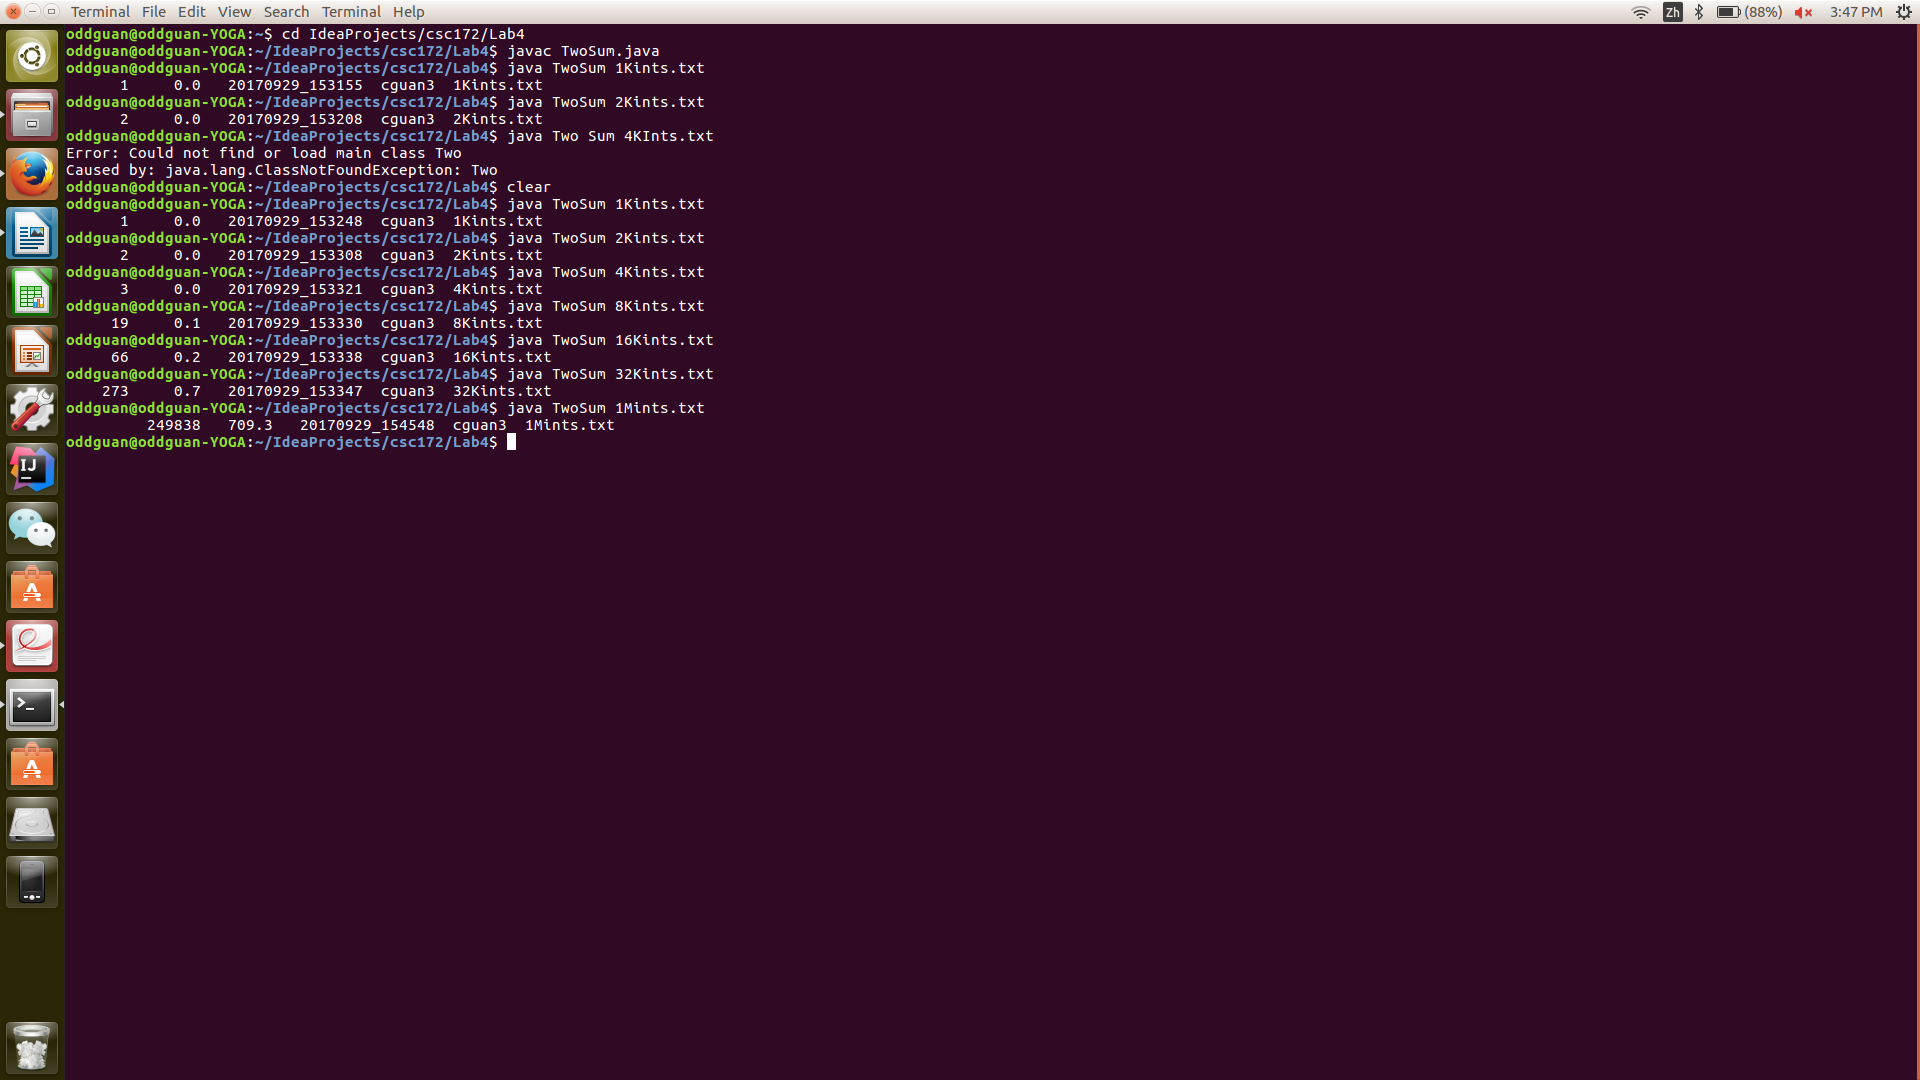 Terminal File Edit View Search Terminal Help Zh (88%) 3:47 PM
oddguan@oddguan-YOGA:~$ cd IdeaProjects/csc172/Lab4
oddguan@oddguan-YOGA:~/IdeaProjects/csc172/Lab4$ javac TwoSum.java
oddguan@oddguan-YOGA:~/IdeaProjects/csc172/Lab4$ java TwoSum 1Kints.txt
1 0.0 20170929_153155 cguan3 1Kints.txt
oddguan@oddguan-YOGA:~/IdeaProjects/csc172/Lab4$ java TwoSum 2Kints.txt
2 0.0 20170929_153208 cguan3 2Kints.txt
oddguan@oddguan-YOGA:~/IdeaProjects/csc172/Lab4$ java Two Sum 4KInts.txt
Error: Could not find or load main class Two
Caused by: java.lang.ClassNotFoundException: Two
oddguan@oddguan-YOGA:~/IdeaProjects/csc172/Lab4$ clear
oddguan@oddguan-YOGA:~/IdeaProjects/csc172/Lab4$ java TwoSum 1Kints.txt
1 0.0 20170929_153248 cguan3 1Kints.txt
oddguan@oddguan-YOGA:~/IdeaProjects/csc172/Lab4$ java TwoSum 2Kints.txt
2 0.0 20170929_153308 cguan3 2Kints.txt
oddguan@oddguan-YOGA:~/IdeaProjects/csc172/Lab4$ java TwoSum 4Kints.txt
3 0.0 20170929_153321 cguan3 4Kints.txt
oddguan@oddguan-YOGA:~/IdeaProjects/csc172/Lab4$ java TwoSum 8Kints.txt
19 0.1 20170929_153330 cguan3 8Kints.txt
oddguan@oddguan-YOGA:~/IdeaProjects/csc172/Lab4$ java TwoSum 16Kints.txt
66 0.2 20170929_153338 cguan3 16Kints.txt
oddguan@oddguan-YOGA:~/IdeaProjects/csc172/Lab4$ java TwoSum 32Kints.txt
273 0.7 20170929_153347 cguan3 32Kints.txt
oddguan@oddguan-YOGA:~/IdeaProjects/csc172/Lab4$ java TwoSum 1Mints.txt
249838 709.3 20170929_154548 cguan3 1Mints.txt
oddguan@oddguan-YOGA:~/IdeaProjects/csc172/Lab4$
IJ